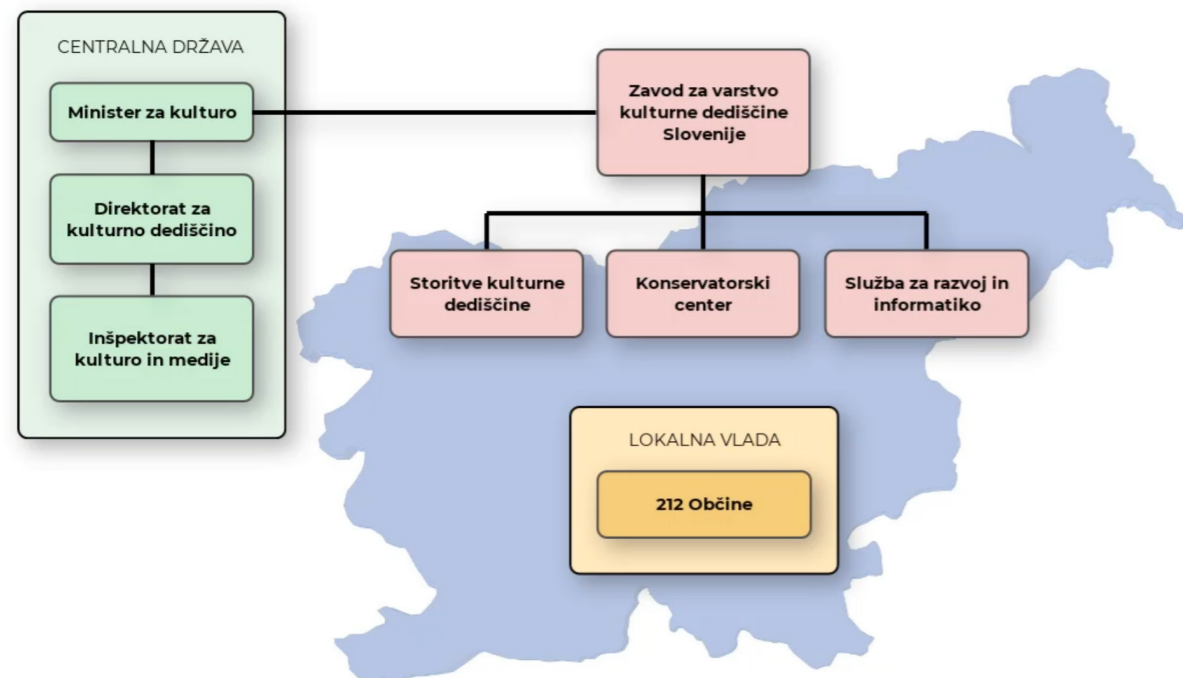 CENTRALNA DRŽAVA
Minister za kulturo
Direktorat za
kulturno dediščino
Inšpektorat za
kulturo in medije
Zavod za varstvo
kulturne dediščine
Slovenije
Storitve kulturne
dediščine
Konservatorski
center
Služba za razvoj in
informatiko
LOKALNA VLADA
212 Občine